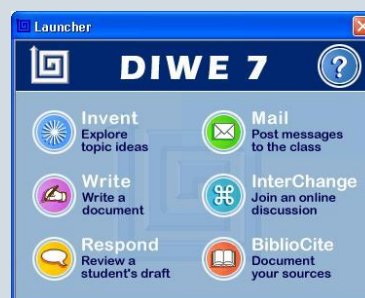 Launcher
DIWE 7
?
Invent
Explore
topic ideas
Mail
Post messages
to the class
Write
Write a
document
InterChange
Join an online
discussion
Respond
Review a
student's draft
BiblioCite
Document
your sources